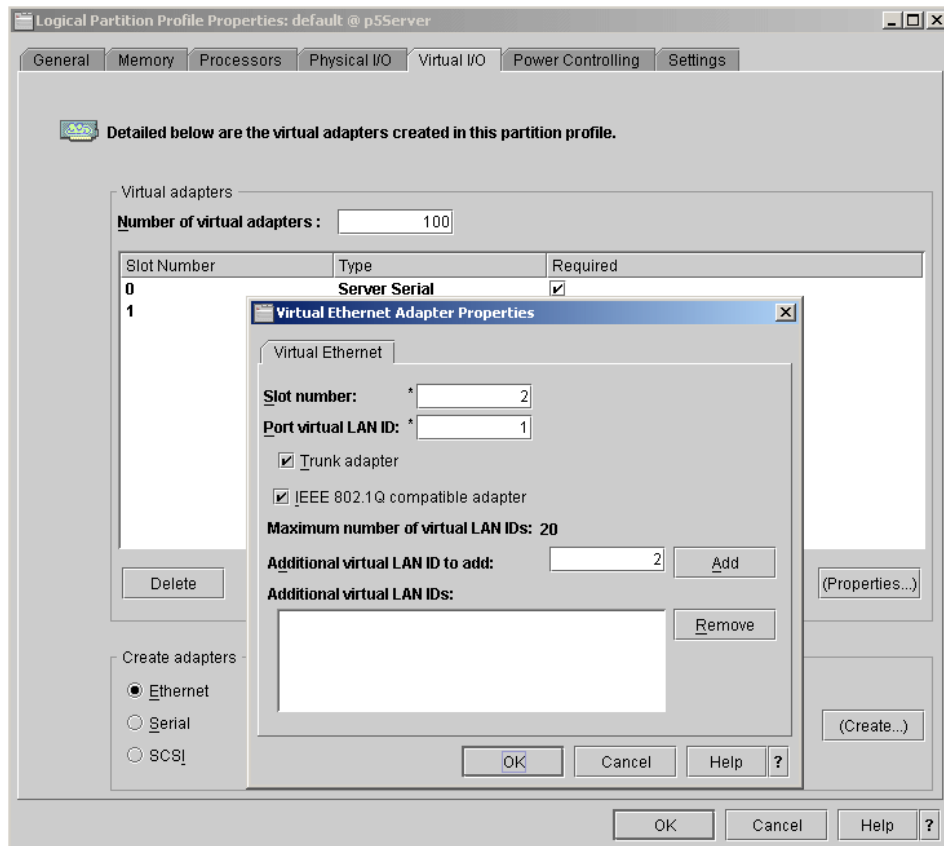 Logical Partition Profile Properties: default @ p5Server
General Memory Processors Physical I/O Virtual I/O Power Controlling Settings
Detailed below are the virtual adapters created in this partition profile.
Virtual adapters
Number of virtual adapters : 100
Slot Number Type Required
0 Server Serial
1
Virtual Ethernet Adapter Properties
Virtual Ethernet
Slot number: * 2
Port virtual LAN ID: * 1
Trunk adapter
IEEE 802.1Q compatible adapter
Maximum number of virtual LAN IDs: 20
Additional virtual LAN ID to add: 2 Add
Additional virtual LAN IDs:
Remove
OK Cancel Help ?
Delete (Properties...)
Create adapters
Ethernet
Serial
SCSI
(Create...)
OK Cancel Help ?